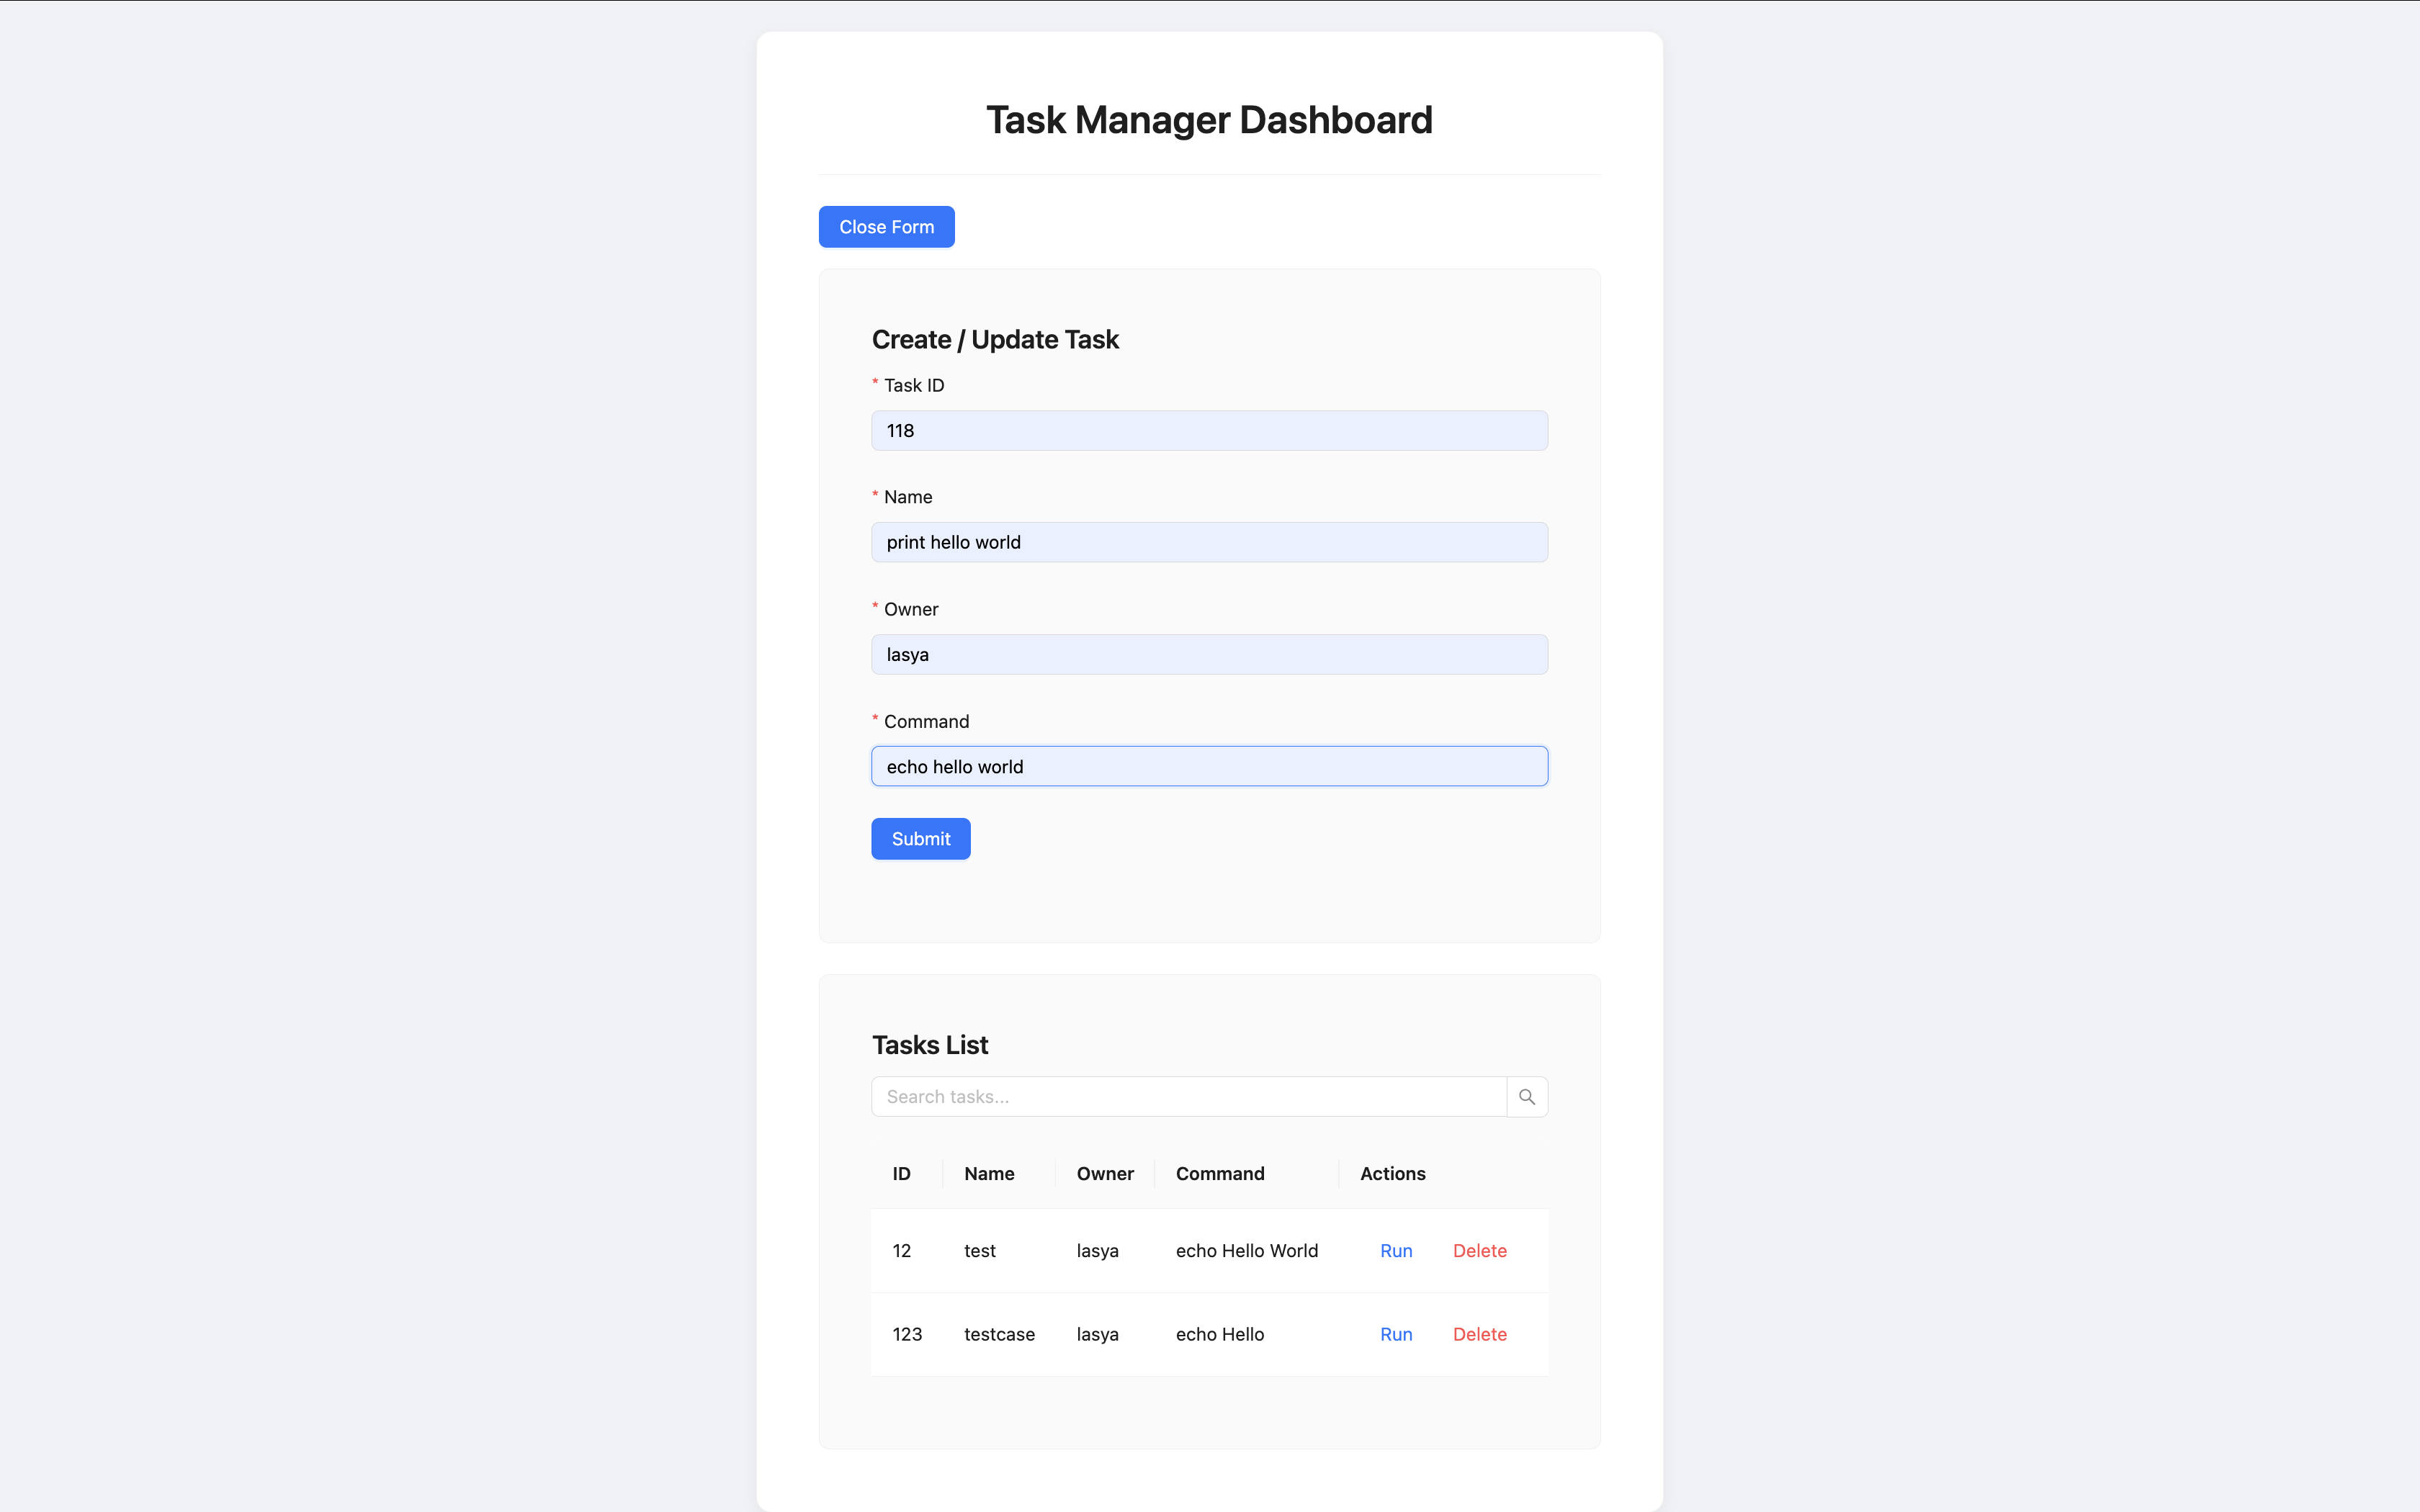 Task Manager Dashboard
Close Form
Create / Update Task
* Task ID
118
* Name
print hello world
* Owner
lasya
* Command
echo hello world
Submit
Tasks List
Search tasks...
ID Name Owner Command Actions
12 test lasya echo Hello World Run Delete
123 testcase lasya echo Hello Run Delete